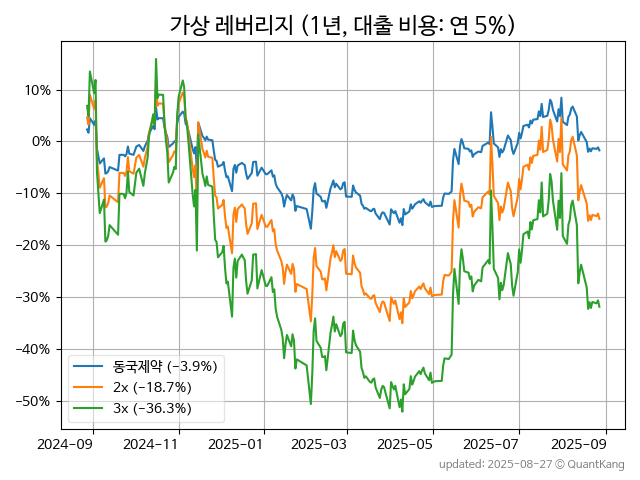 가상 레버리지 (1년, 대출 비용: 연 5%)
10%
0%
−10%
−20%
−30%
−40%
−50%
동국제약 (−3.9%)
2x (−18.7%)
3x (−36.3%)
2024-09 2024-11 2025-01 2025-03 2025-05 2025-07 2025-09
updated: 2025-08-27 © QuantKang